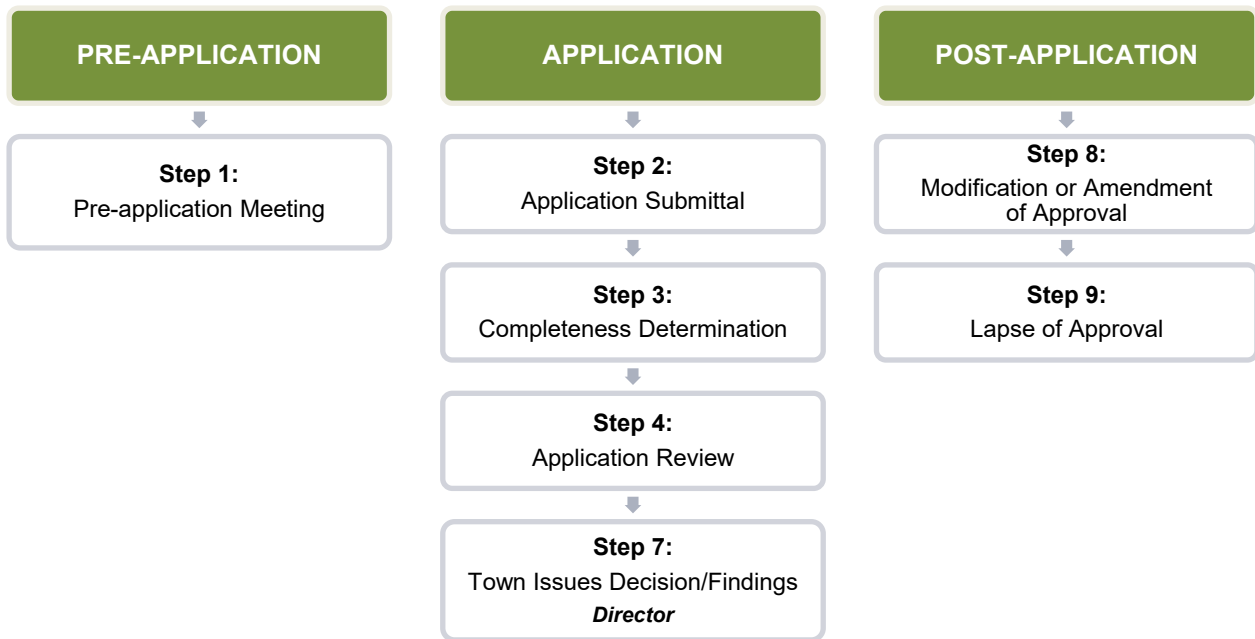 PRE-APPLICATION
Step 1:
Pre-application Meeting
APPLICATION
Step 2:
Application Submittal
Step 3:
Completeness Determination
Step 4:
Application Review
Step 7:
Town Issues Decision/Findings
Director
POST-APPLICATION
Step 8:
Modification or Amendment
of Approval
Step 9:
Lapse of Approval